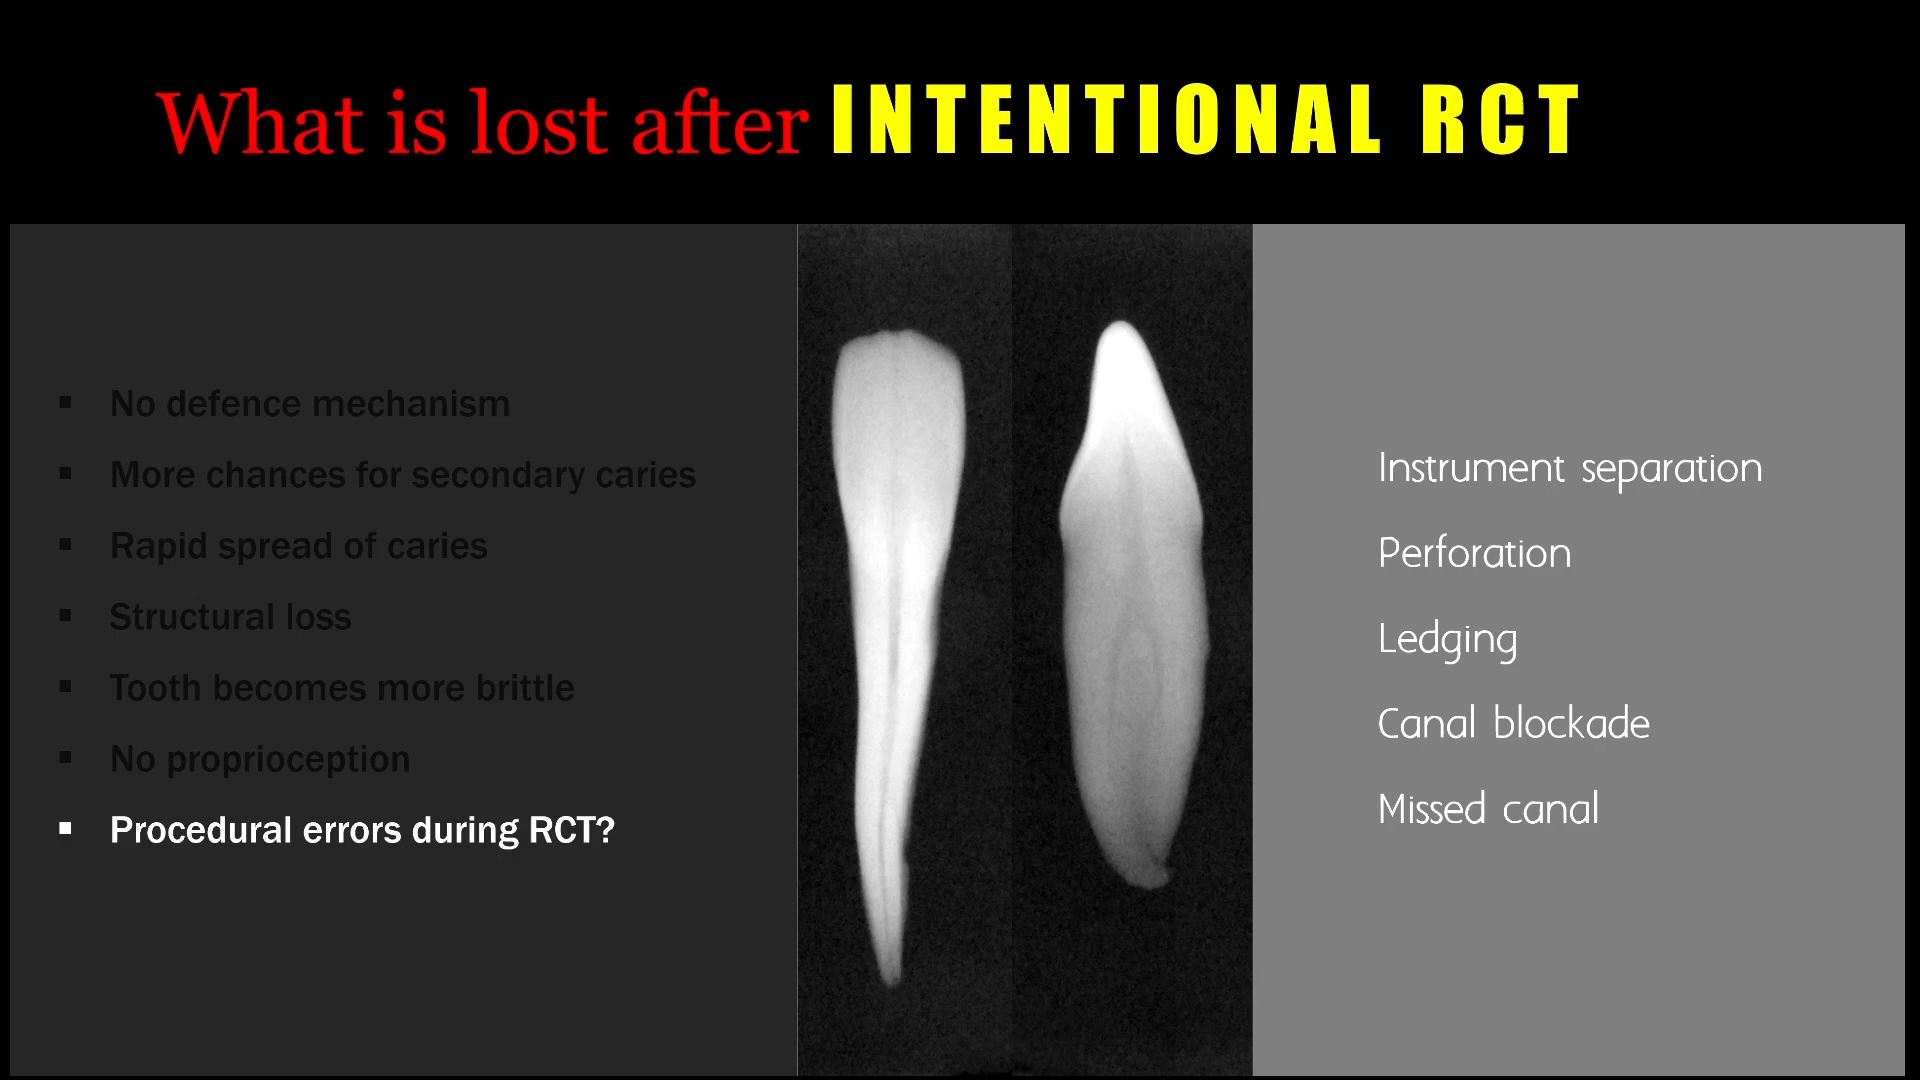 What is lost after INTENTIONAL RCT
▪ No defence mechanism
▪ More chances for secondary caries
▪ Rapid spread of caries
▪ Structural loss
▪ Tooth becomes more brittle
▪ No proprioception
▪ Procedural errors during RCT?
Instrument separation
Perforation
Ledging
Canal blockade
Missed canal